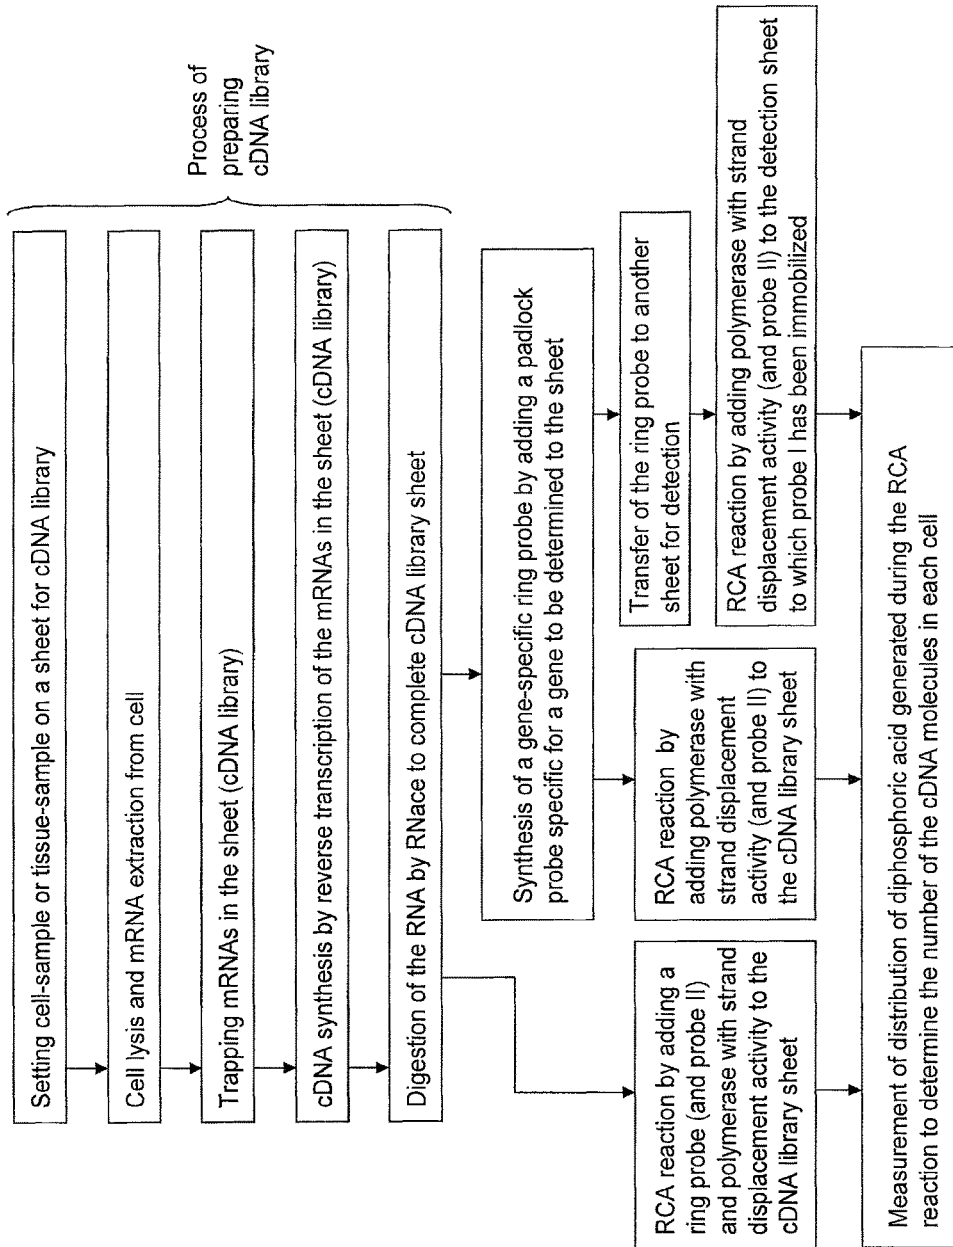 Setting cell-sample or tissue-sample on a sheet for cDNA library
Cell lysis and mRNA extraction from cell
Trapping mRNAs in the sheet (cDNA library)
cDNA synthesis by reverse transcription of the mRNAs in the sheet (cDNA library)
Digestion of the RNA by RNace to complete cDNA library sheet
Process of
preparing
cDNA library
Synthesis of a gene-specific ring probe by adding a padlock
probe specific for a gene to be determined to the sheet
Transfer of the ring probe to another
sheet for detection
RCA reaction by adding a
ring probe (and probe II)
and polymerase with strand
displacement activity to the
cDNA library sheet
RCA reaction by
adding polymerase with
strand displacement
activity (and probe II) to
the cDNA library sheet
RCA reaction by adding polymerase with strand
displacement activity (and probe II) to the detection sheet
to which probe I has been immobilized
Measurement of distribution of diphosphoric acid generated during the RCA
reaction to determine the number of the cDNA molecules in each cell